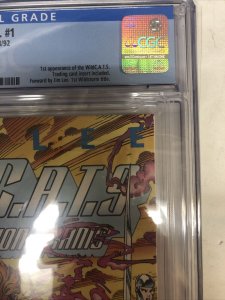 L GRADE
. #1
/92
CGC
1st appearance of the WildC.A.T.S.
Trading card insert included.
Forward by Jim Lee. 1st Wildstorm title.
L E E
C.A.T.S